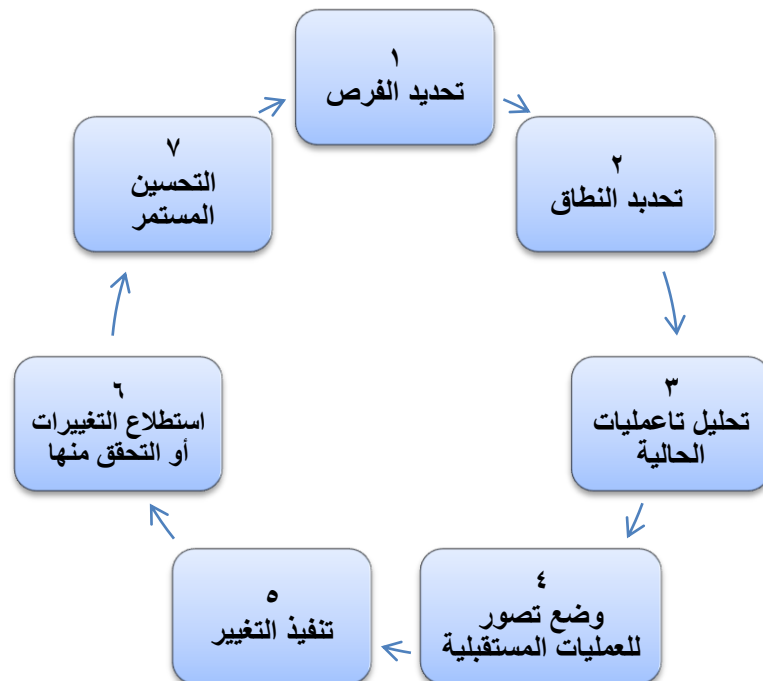 ١
تحديد الفرص
٢
تحدبد النطاق
٣
تحليل تاعمليات
الحالية
٤
وضع تصور
للعمليات المستقبلية
٥
تنفيذ التغيير
٦
استطلاع التغييرات
أو التحقق منها
٧
التحسين
المستمر